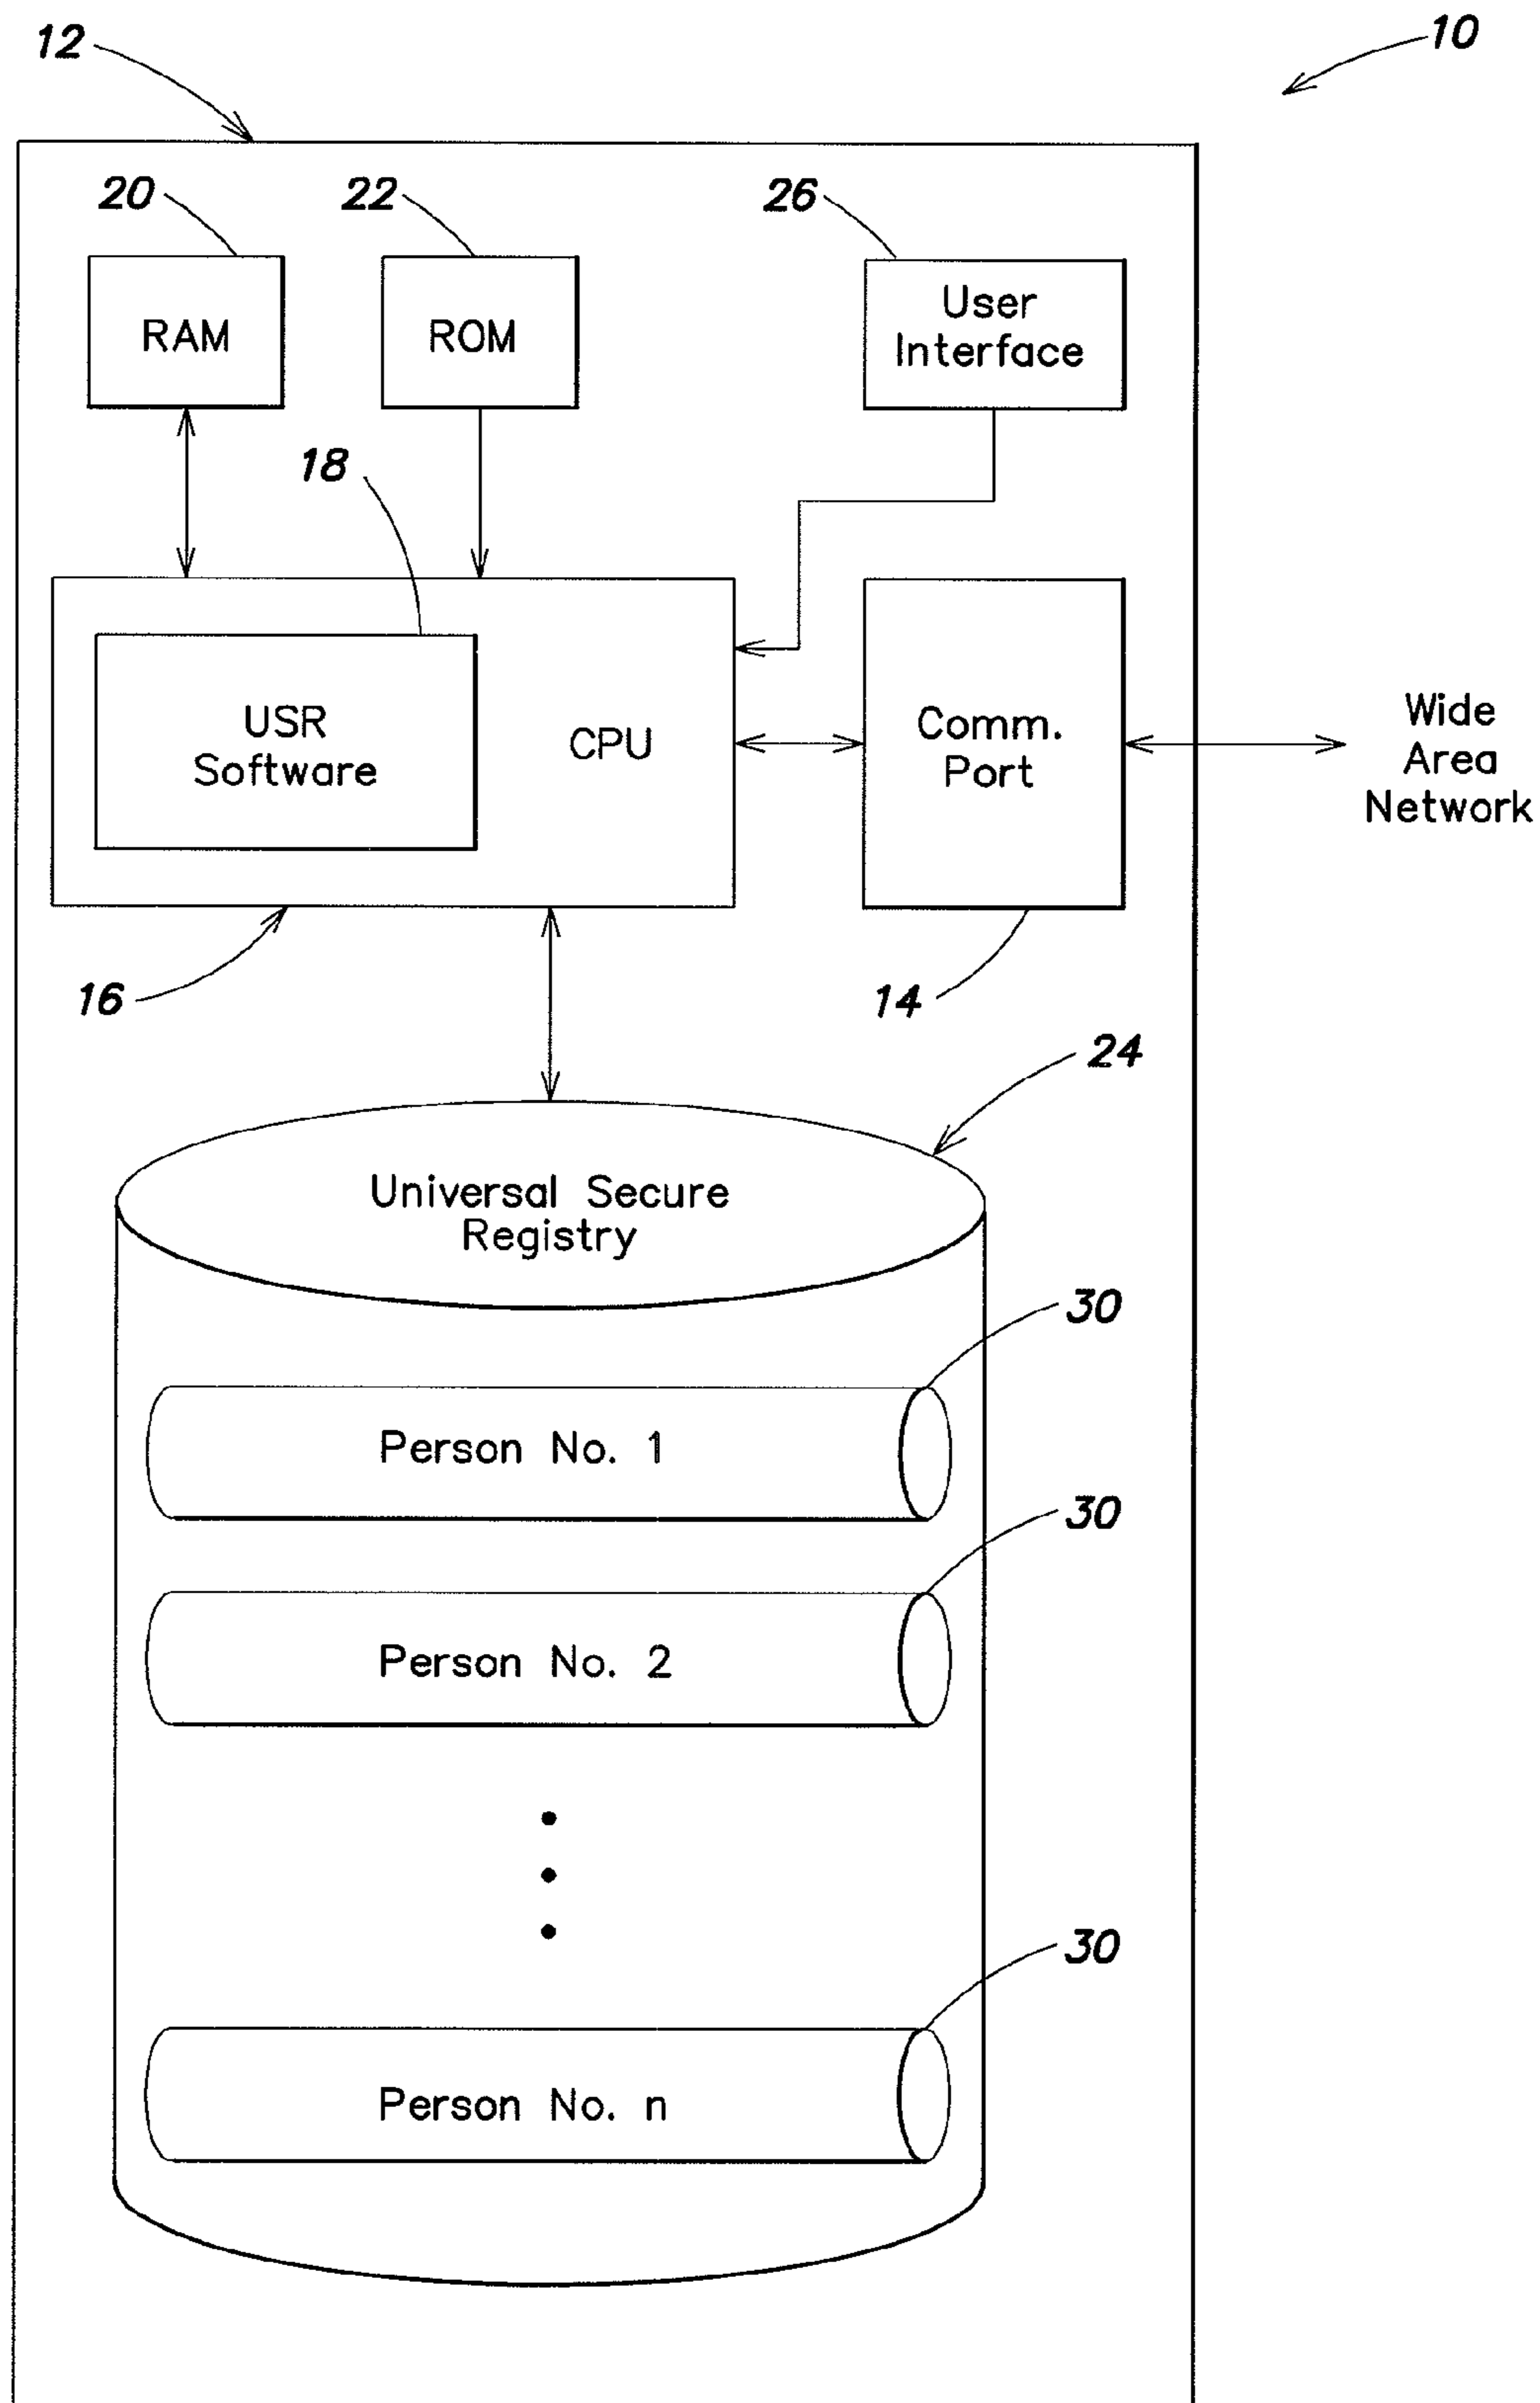 12
10
20
22
26
RAM
ROM
User
Interface
18
USR
Software
CPU
Comm.
Port
Wide
Area
Network
16
14
24
Universal Secure
Registry
30
Person No. 1
30
Person No. 2
30
Person No. n